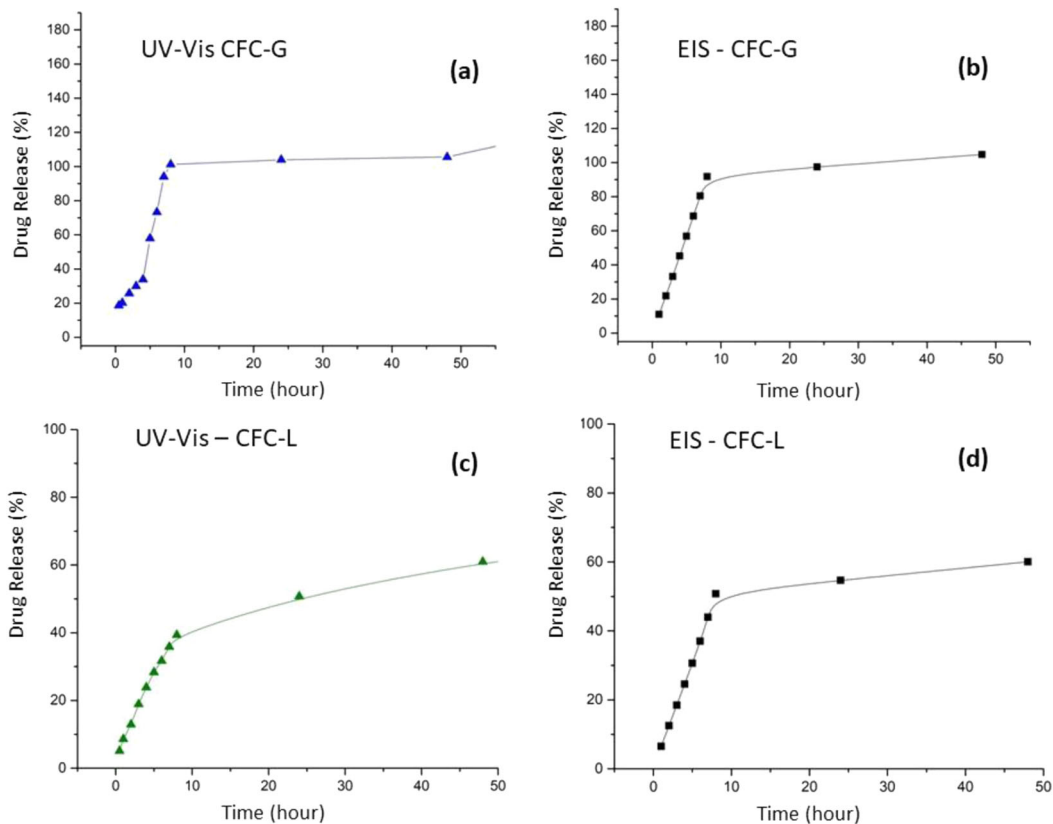 UV-Vis CFC-G
(a)
Drug Release (%)
180
160
140
120
100
80
60
40
20
0
0 10 20 30 40 50
Time (hour)
EIS - CFC-G
(b)
Drug Release (%)
180
160
140
120
100
80
60
40
20
0
0 10 20 30 40 50
Time (hour)
UV-Vis – CFC-L
(c)
Drug Release (%)
100
80
60
40
20
0
0 10 20 30 40 50
Time (hour)
EIS - CFC-L
(d)
Drug Release (%)
100
80
60
40
20
0
0 10 20 30 40 50
Time (hour)